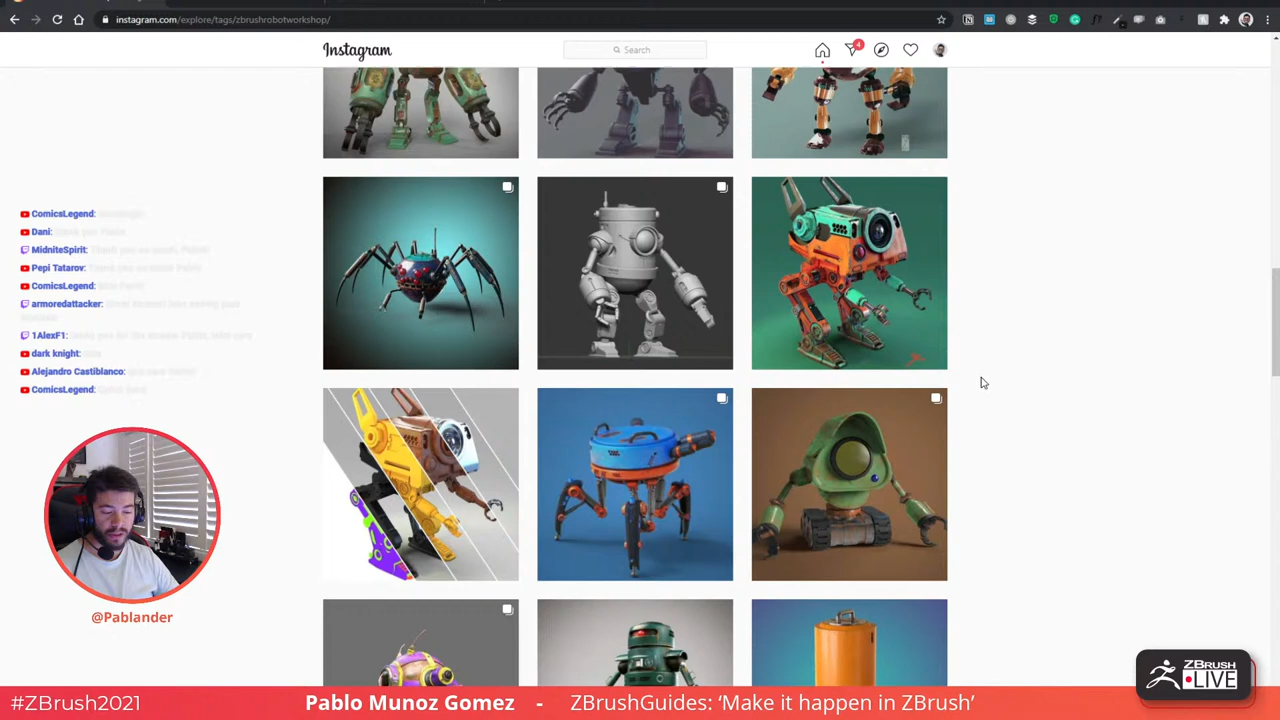 instagram.com/explore/tags/zbrushrobotworkshop/
Instagram
Search
4
ComicsLegend:
Dani:
MidniteSpirit:
Pepi Tatarov:
ComicsLegend:
armoredattacker:
1AlexF1:
dark knight:
Alejandro Castiblanco:
ComicsLegend:
@Pablander
ZBRUSH
LIVE
#ZBrush2021
Pablo Munoz Gomez - ZBrushGuides: ‘Make it happen in ZBrush’